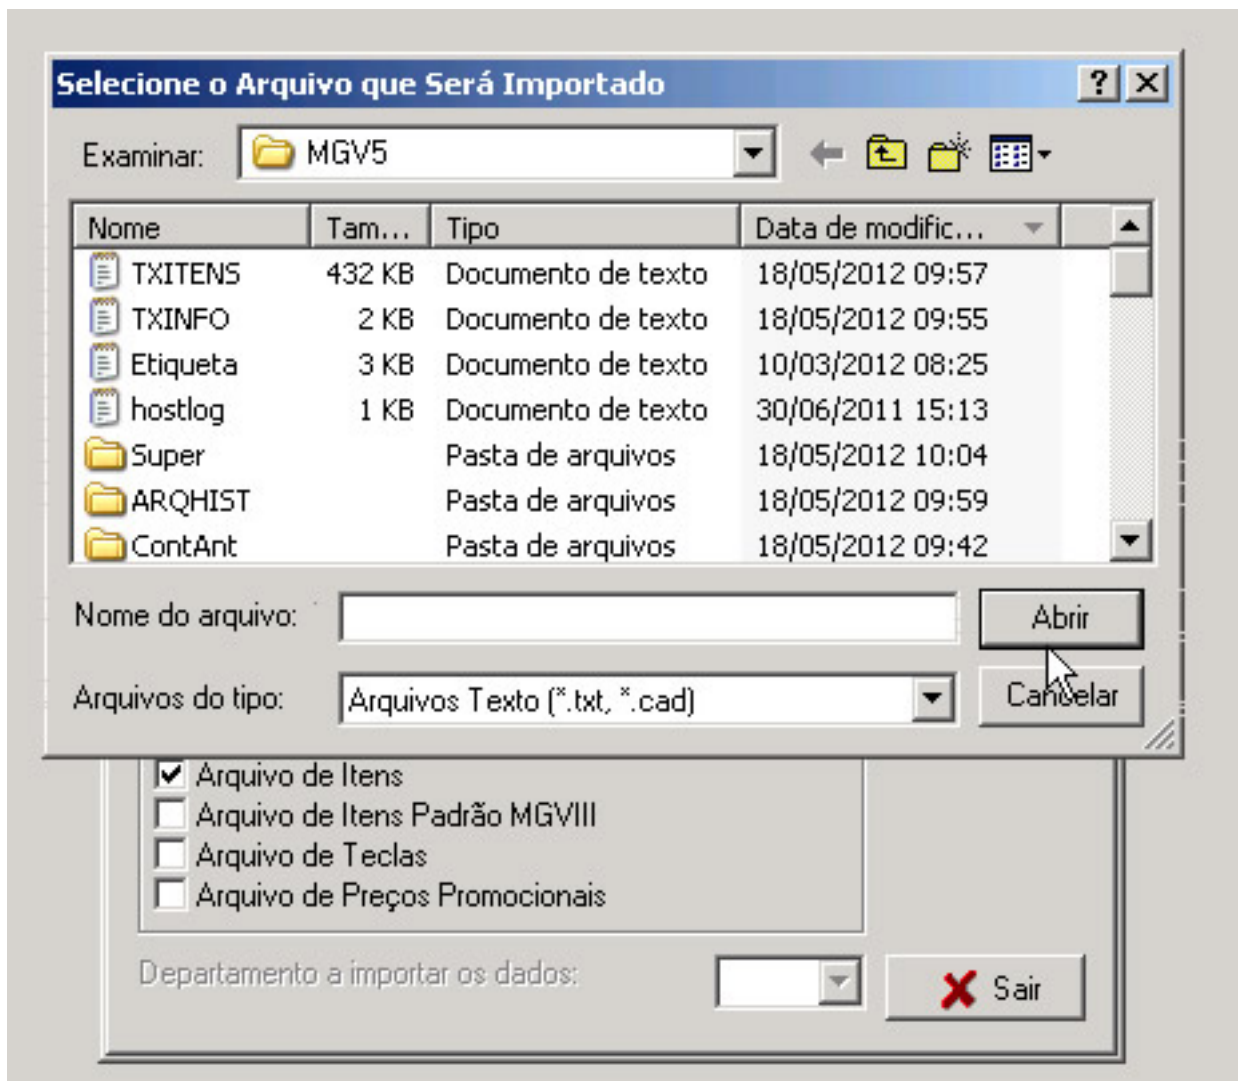 Selecione o Arquivo que Será Importado
Examinar: MGV5
Nome Tam... Tipo Data de modific...
TXITENS 432 KB Documento de texto 18/05/2012 09:57
TXINFO 2 KB Documento de texto 18/05/2012 09:55
Etiqueta 3 KB Documento de texto 10/03/2012 08:25
hostlog 1 KB Documento de texto 30/06/2011 15:13
Super Pasta de arquivos 18/05/2012 10:04
ARQHIST Pasta de arquivos 18/05/2012 09:59
ContAnt Pasta de arquivos 18/05/2012 09:42
Nome do arquivo: Abrir
Arquivos do tipo: Arquivos Texto (*.txt, *.cad) Cancelar
Arquivo de Itens
Arquivo de Itens Padrão MGVIII
Arquivo de Teclas
Arquivo de Preços Promocionais
Departamento a importar os dados: Sair